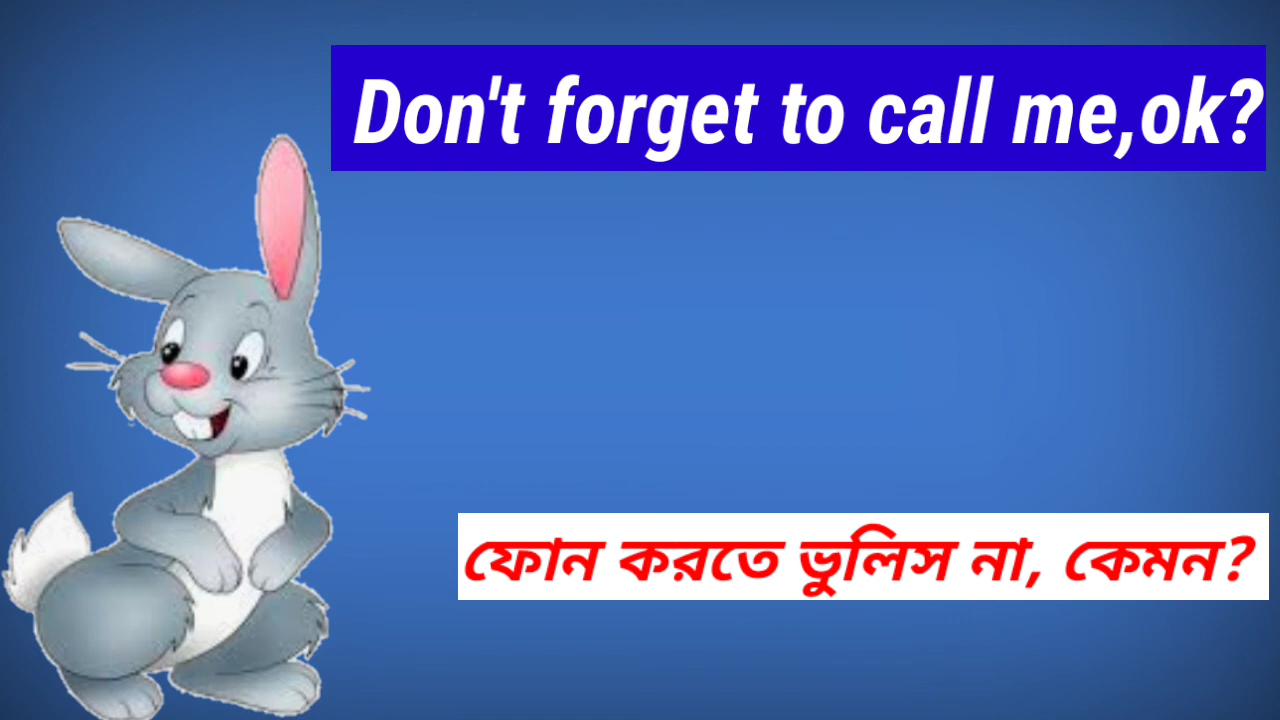 Don't forget to call me,ok?
ফোন করতে ভুলিস না, কেমন?